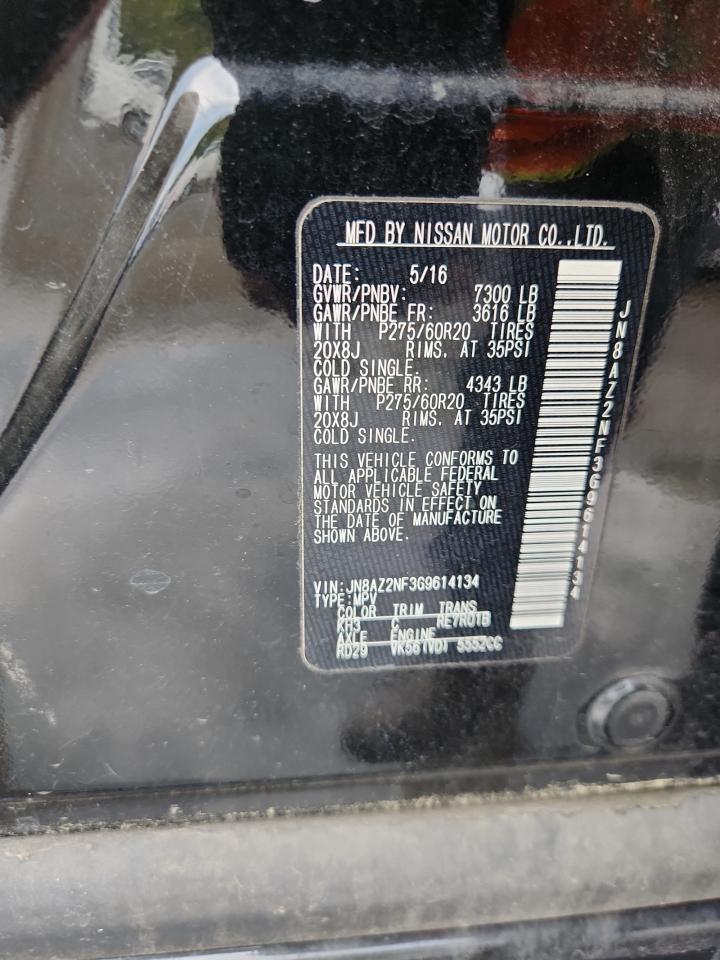 MFD BY NISSAN MOTOR CO.,LTD.
DATE: 5/16
GVWR/PNBV: 7300 LB
GAWR/PNBE FR: 3616 LB
WITH P275/60R20 TIRES
20X8J RIMS. AT 35PSI
COLD SINGLE.
GAWR/PNBE RR: 4343 LB
WITH P275/60R20 TIRES
20X8J RIMS. AT 35PSI
COLD SINGLE.
THIS VEHICLE CONFORMS TO
ALL APPLICABLE FEDERAL
MOTOR VEHICLE SAFETY
STANDARDS IN EFFECT ON
THE DATE OF MANUFACTURE
SHOWN ABOVE.
VIN:JN8AZ2NF3G9614134
TYPE:MPV
COLOR TRIM TRANS
KH3 C RE7R01B
AXLE ENGINE
RD29 VK56(VD) 5552CC
JN8AZ2NF3G9614134